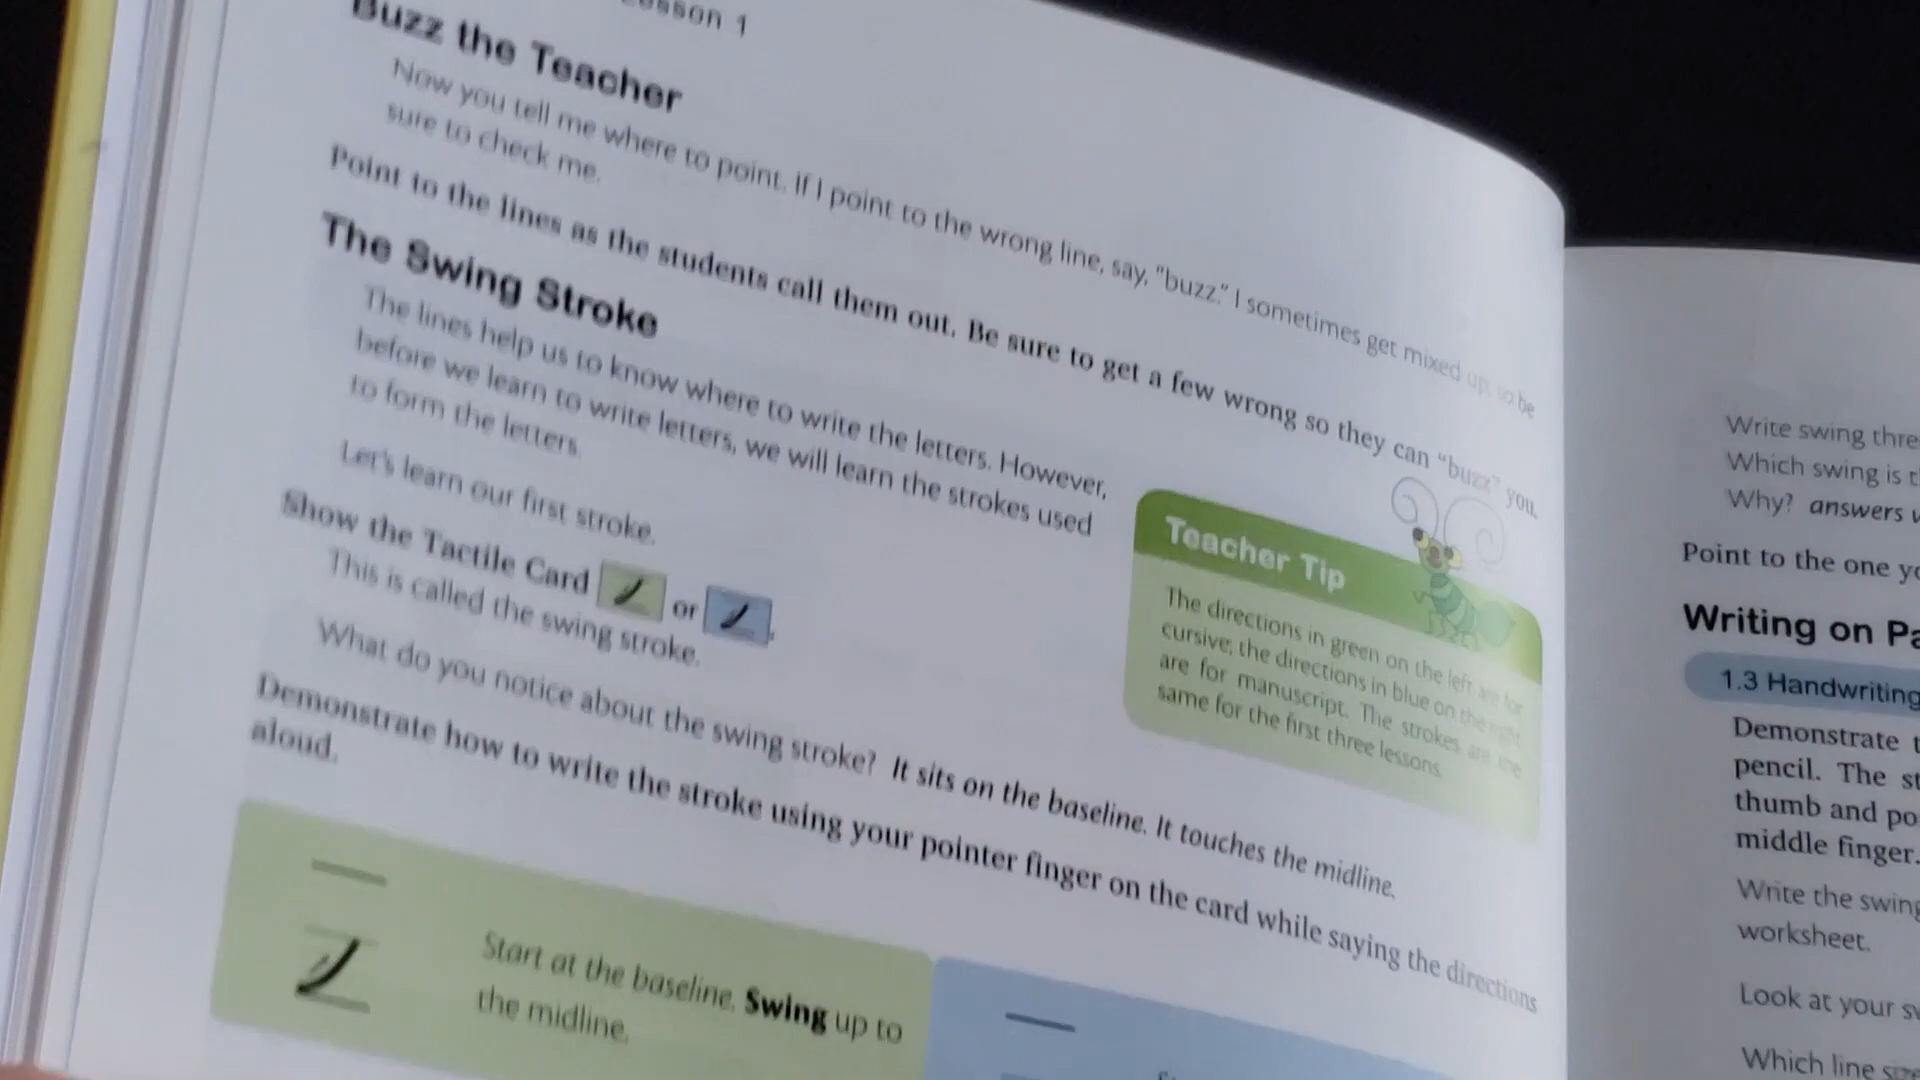 Lesson 1
Buzz the Teacher
Now you tell me where to point. If I point to the wrong line, say, “buzz.” I sometimes get mixed up, so be
sure to check me.
Point to the lines as the students call them out. Be sure to get a few wrong so they can “buzz” you.
The Swing Stroke
The lines help us to know where to write the letters. However,
before we learn to write letters, we will learn the strokes used
to form the letters.
Let's learn our first stroke.
Show the Tactile Card or .
This is called the swing stroke.
What do you notice about the swing stroke? It sits on the baseline. It touches the midline.
Demonstrate how to write the stroke using your pointer finger on the card while saying the directions
aloud.
Teacher Tip
The directions in green on the left are for
cursive; the directions in blue on the right
are for manuscript. The strokes are the
same for the first three lessons.
Start at the baseline. Swing up to
the midline.
Write swing
Which swing is
Why? answers
Point to the one
Writing on
1.3 Handwriting
Demonstrate
pencil. The
thumb and
middle finger.
Write the swing
worksheet.
Look at your
Which line